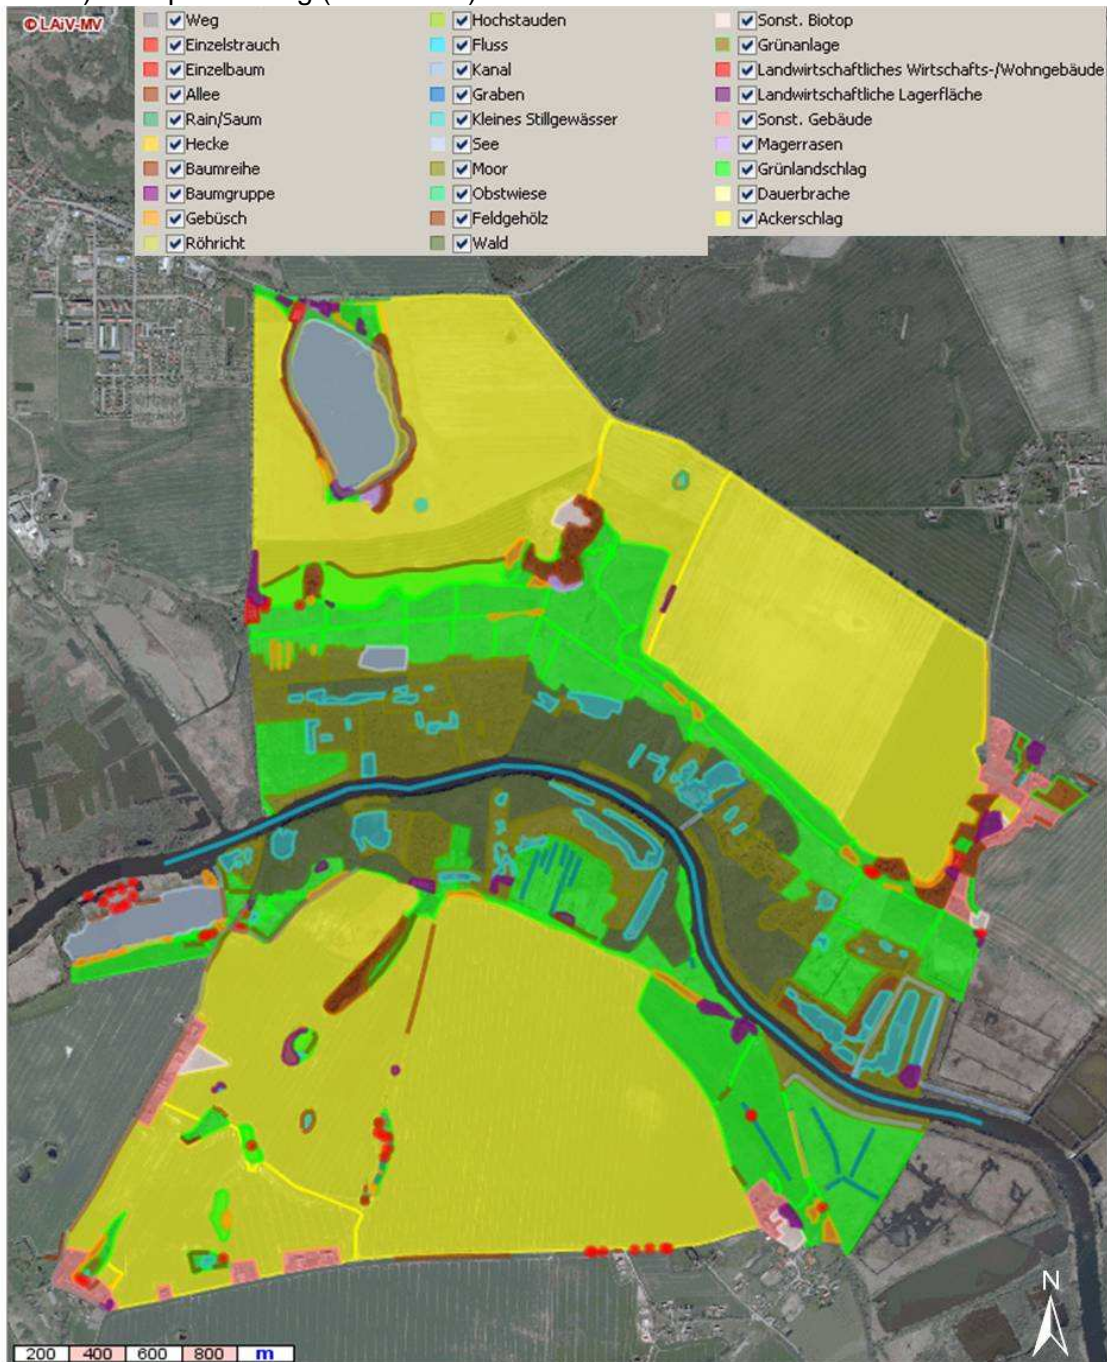 © LAiV-MV
Weg
Einzelstrauch
Einzelbaum
Allee
Rain/Saum
Hecke
Baumreihe
Baumgruppe
Gebüsch
Röhricht
Hochstauden
Fluss
Kanal
Graben
Kleines Stillgewässer
See
Moor
Obstwiese
Feldgehölz
Wald
Sonst. Biotop
Grünanlage
Landwirtschaftliches Wirtschafts-/Wohngebäude
Landwirtschaftliche Lagerfläche
Sonst. Gebäude
Magerrasen
Grünlandschlag
Dauerbrache
Ackerschlag
N
200 400 600 800 m